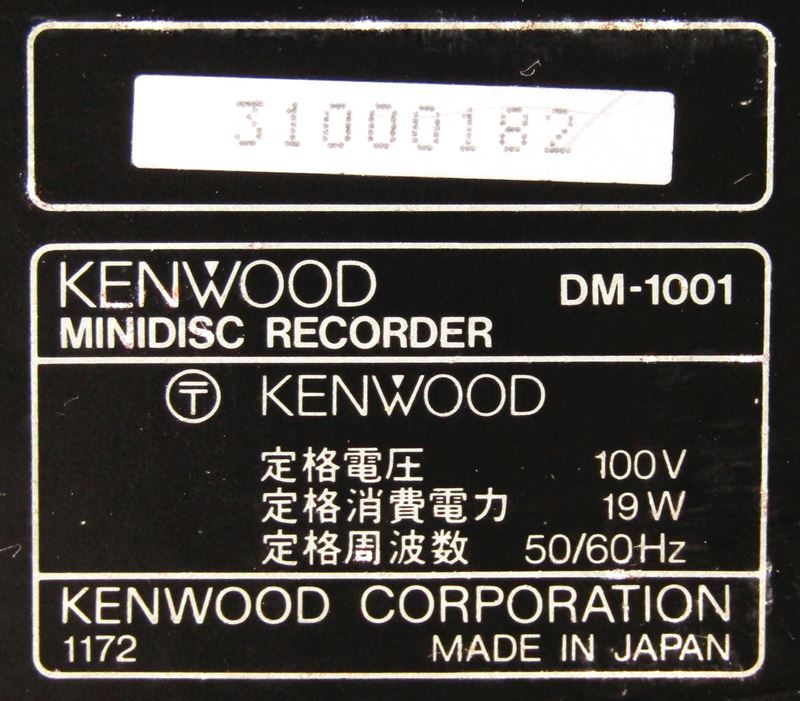 31000182
KENWOOD DM-1001
MINIDISC RECORDER
〒 KENWOOD
定格電圧 100V
定格消費電力 19W
定格周波数 50/60Hz
KENWOOD CORPORATION
1172 MADE IN JAPAN